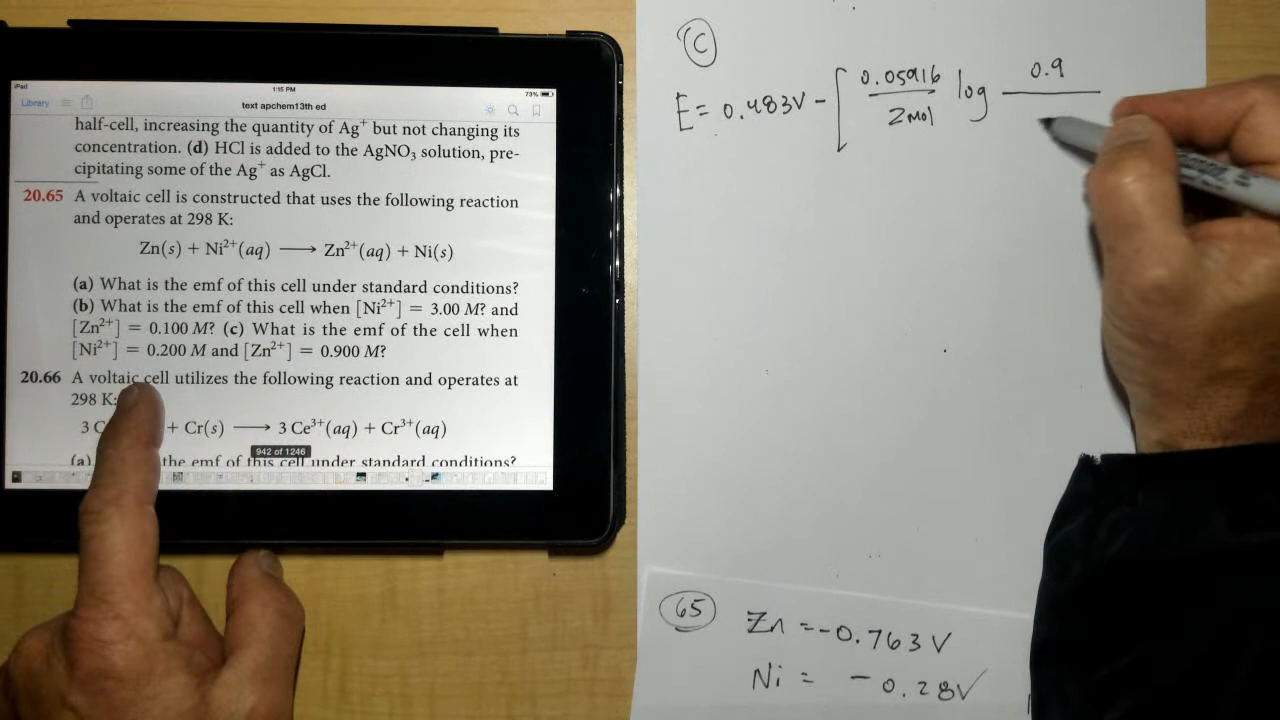 iPad
1:15 PM
73%
Library
text apchem13th ed
half-cell, increasing the quantity of Ag⁺ but not changing its
concentration. (d) HCl is added to the AgNO₃ solution, pre-
cipitating some of the Ag⁺ as AgCl.
20.65 A voltaic cell is constructed that uses the following reaction
and operates at 298 K:
Zn(s) + Ni²⁺(aq) ⟶ Zn²⁺(aq) + Ni(s)
(a) What is the emf of this cell under standard conditions?
(b) What is the emf of this cell when [Ni²⁺] = 3.00 M? and
[Zn²⁺] = 0.100 M? (c) What is the emf of the cell when
[Ni²⁺] = 0.200 M and [Zn²⁺] = 0.900 M?
20.66 A voltaic cell utilizes the following reaction and operates at
298 K:
3 C + Cr(s) ⟶ 3 Ce³⁺(aq) + Cr³⁺(aq)
942 of 1246
(a) the emf of this cell under standard conditions?
C
E = 0.483V - [ 0.05916 log 0.9
2mol
65 Zn = -0.763 V
Ni = -0.28V